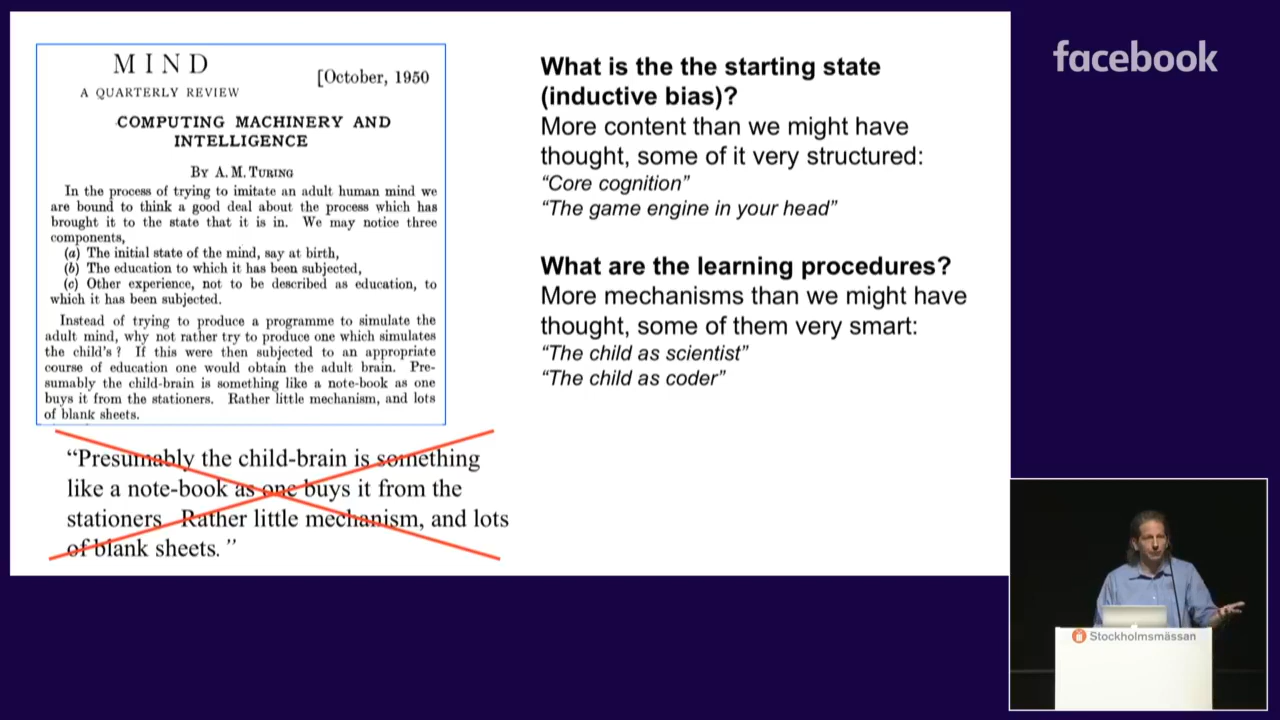 MIND
[October, 1950
A QUARTERLY REVIEW
COMPUTING MACHINERY AND
INTELLIGENCE
BY A. M. TURING
In the process of trying to imitate an adult human mind we
are bound to think a good deal about the process which has
brought it to the state that it is in. We may notice three
components,
(a) The initial state of the mind, say at birth,
(b) The education to which it has been subjected,
(c) Other experience, not to be described as education, to
which it has been subjected.
Instead of trying to produce a programme to simulate the
adult mind, why not rather try to produce one which simulates
the child's? If this were then subjected to an appropriate
course of education one would obtain the adult brain. Pre-
sumably the child-brain is something like a note-book as one
buys it from the stationers. Rather little mechanism, and lots
of blank sheets.
“Presumably the child-brain is something
like a note-book as one buys it from the
stationers. Rather little mechanism, and lots
of blank sheets. ”
What is the the starting state
(inductive bias)?
More content than we might have
thought, some of it very structured:
“Core cognition”
“The game engine in your head”
What are the learning procedures?
More mechanisms than we might have
thought, some of them very smart:
“The child as scientist”
“The child as coder”
facebook
Stockholmsmässan